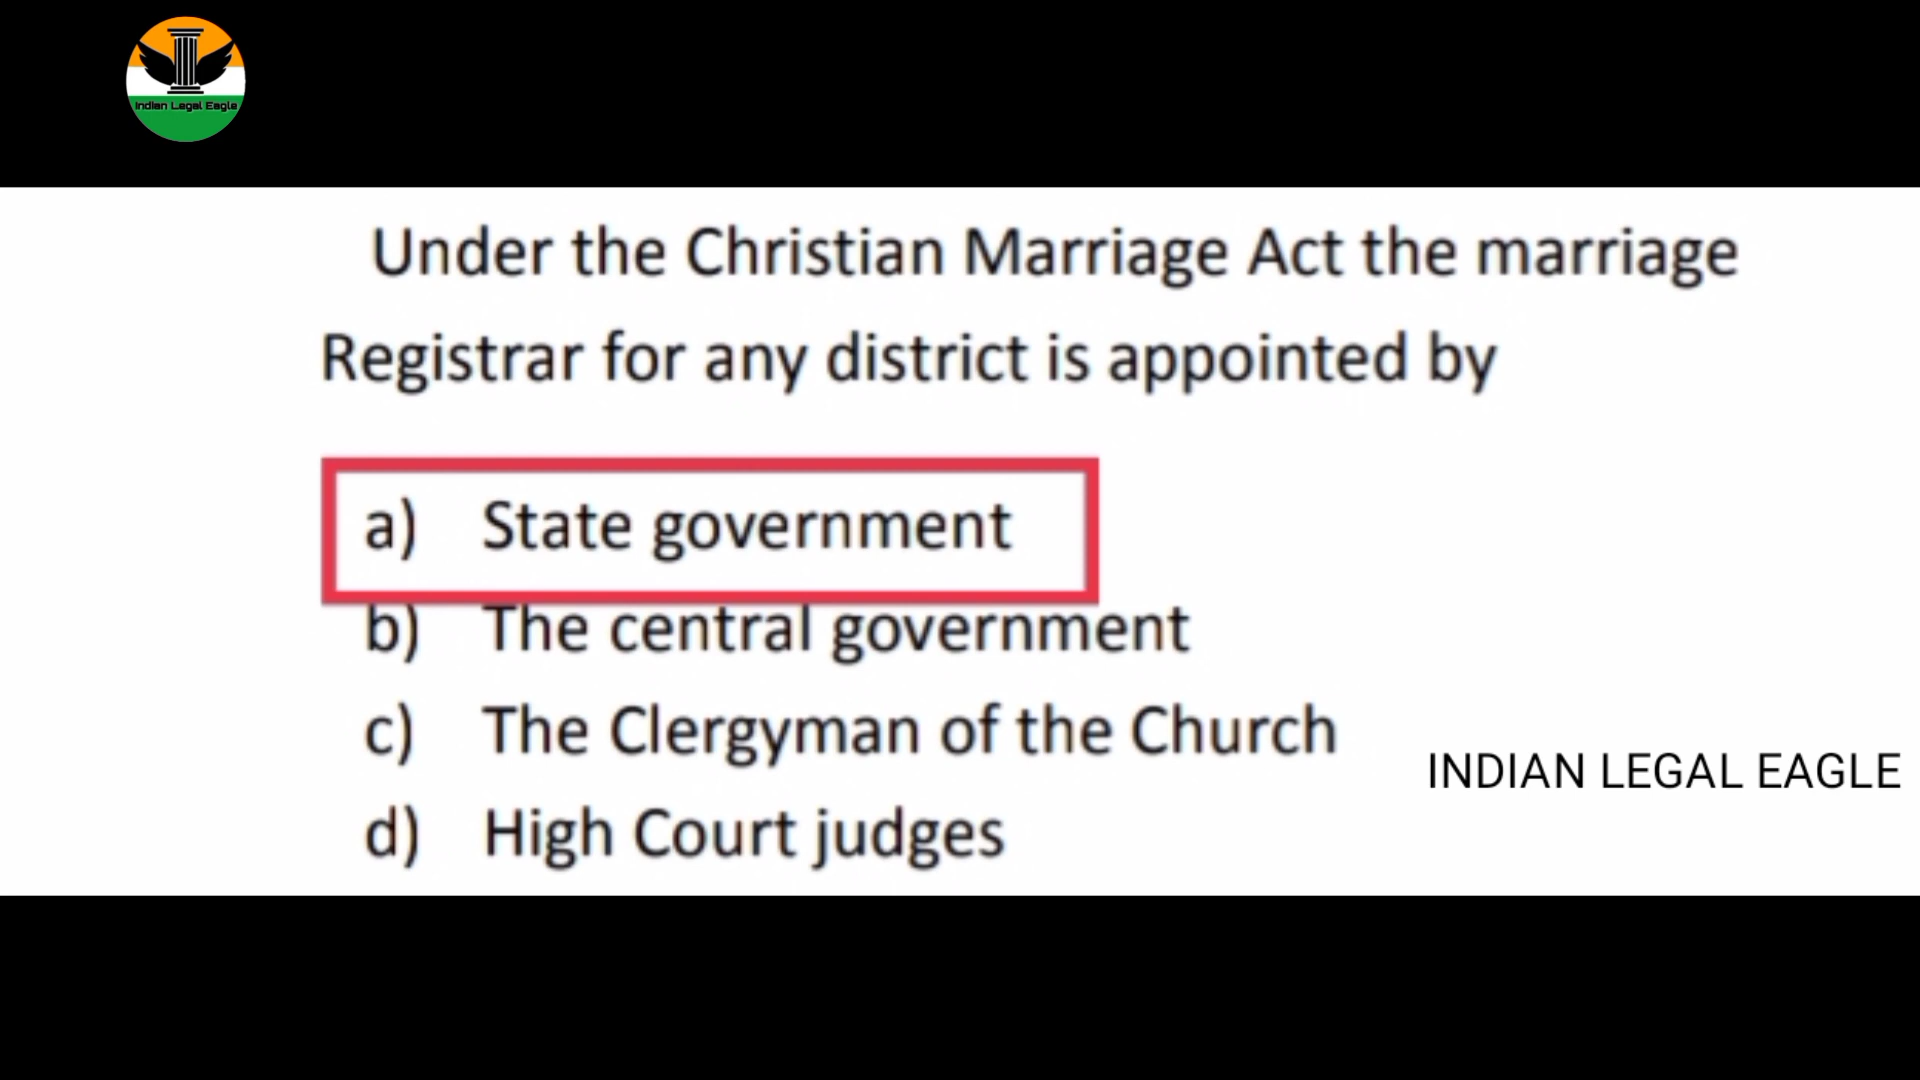 Indian Legal Eagle
Under the Christian Marriage Act the marriage
Registrar for any district is appointed by
a) State government
b) The central government
c) The Clergyman of the Church
INDIAN LEGAL EAGLE
d) High Court judges